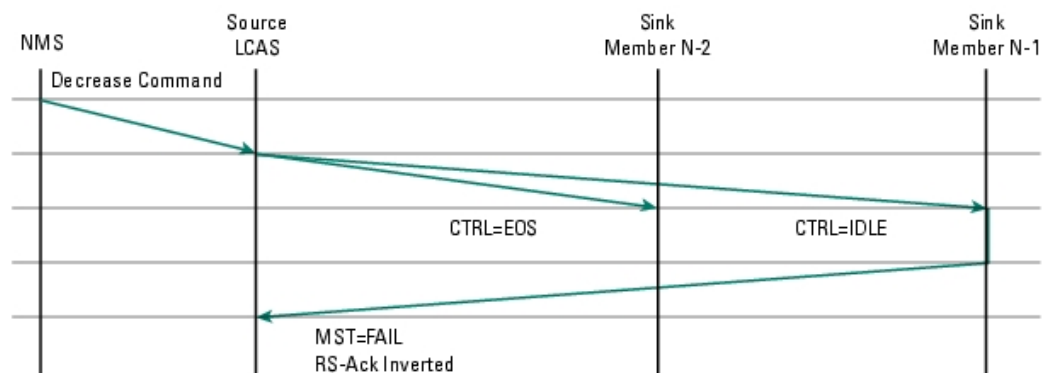 NMS
Source
LCAS
Sink
Member N-2
Sink
Member N-1
Decrease Command
CTRL=EOS
CTRL=IDLE
MST=FAIL
RS-Ack Inverted